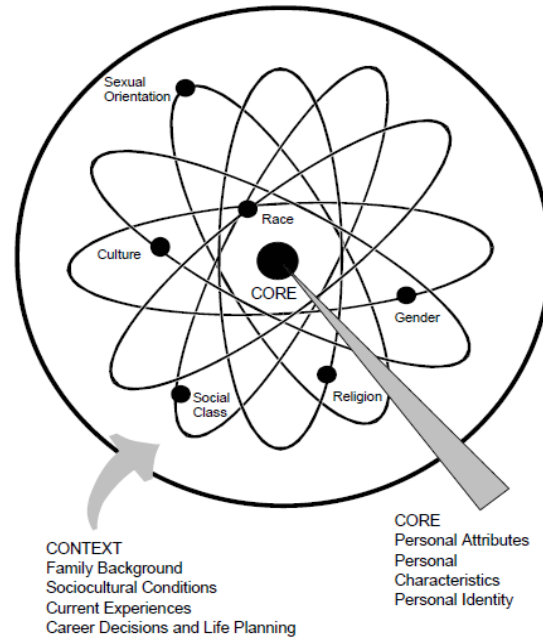 Sexual
Orientation
Race
Culture
CORE
Gender
Social
Class
Religion
CONTEXT
Family Background
Sociocultural Conditions
Current Experiences
Career Decisions and Life Planning
CORE
Personal Attributes
Personal
Characteristics
Personal Identity